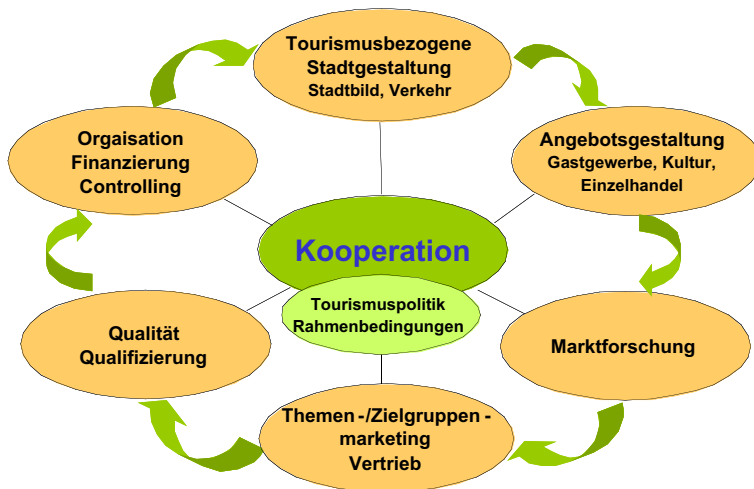 Tourismusbezogene
Stadtgestaltung
Stadtbild, Verkehr
Orgaisation
Finanzierung
Controlling
Angebotsgestaltung
Gastgewerbe, Kultur,
Einzelhandel
Kooperation
Tourismuspolitik
Rahmenbedingungen
Qualität
Qualifizierung
Marktforschung
Themen -/Zielgruppen -
marketing
Vertrieb